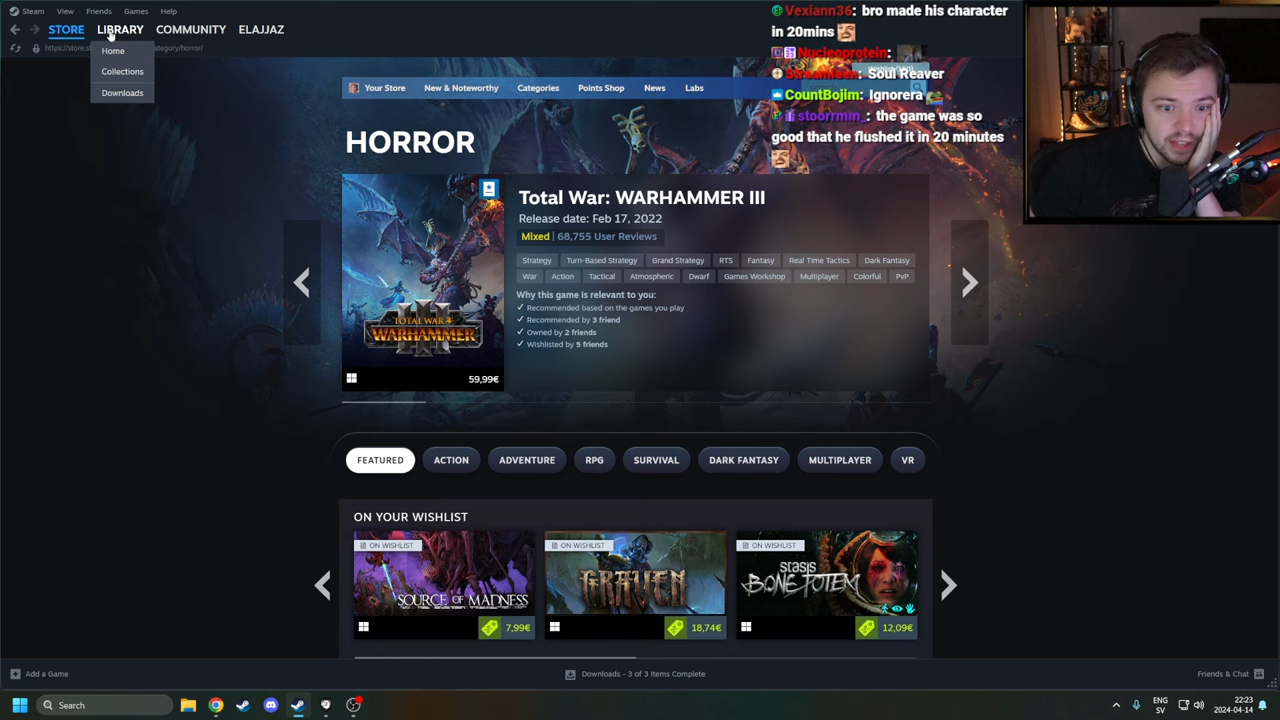 Steam View Friends Games Help
STORE LIBRARY COMMUNITY ELAJJAZ
Home
Collections
Downloads
Vexiann36: bro made his character
in 20mins
Nucleoprotein:
Soul Reaver
CountBojim: Ignorera
stoorrmm_: the game was so
good that he flushed it in 20 minutes
Your Store New & Noteworthy Categories Points Shop News Labs
HORROR
Total War: WARHAMMER III
Release date: Feb 17, 2022
Mixed | 68,755 User Reviews
Strategy Turn-Based Strategy Grand Strategy RTS Fantasy Real Time Tactics Dark Fantasy
War Action Tactical Atmospheric Dwarf Games Workshop Multiplayer Colorful PvP
Why this game is relevant to you:
✓ Recommended based on the games you play
✓ Recommended by 3 friend
✓ Owned by 2 friends
✓ Wishlisted by 5 friends
TOTAL WAR
WARHAMMER
III
59,99€
FEATURED ACTION ADVENTURE RPG SURVIVAL DARK FANTASY MULTIPLAYER VR
ON YOUR WISHLIST
ON WISHLIST ON WISHLIST ON WISHLIST
SOURCE OF MADNESS
GRAVEN
STASIS
BONE TOTEM
7,99€ 18,74€ 12,09€
Add a Game Downloads - 3 of 3 Items Complete Friends & Chat
Search
ENG
SV
22:23
2024-04-14